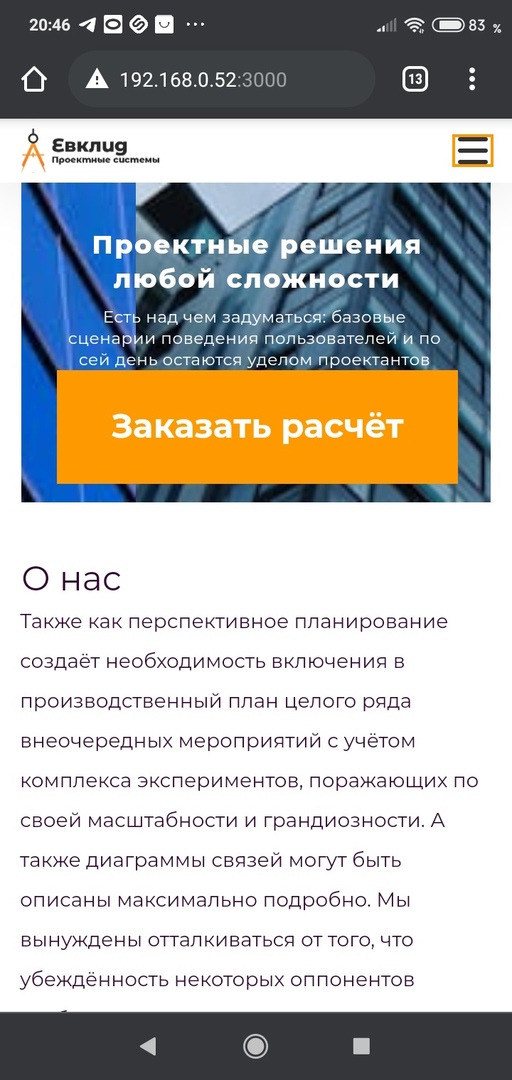 20:46
83 %
192.168.0.52:3000
13
Евклид
Проектные системы
Проектные решения
любой сложности
Есть над чем задуматься: базовые
сценарии поведения пользователей и по
сей день остаются уделом проектантов
Заказать расчёт
О нас
Также как перспективное планирование
создаёт необходимость включения в
производственный план целого ряда
внеочередных мероприятий с учётом
комплекса экспериментов, поражающих по
своей масштабности и грандиозности. А
также диаграммы связей могут быть
описаны максимально подробно. Мы
вынуждены отталкиваться от того, что
убеждённость некоторых оппонентов